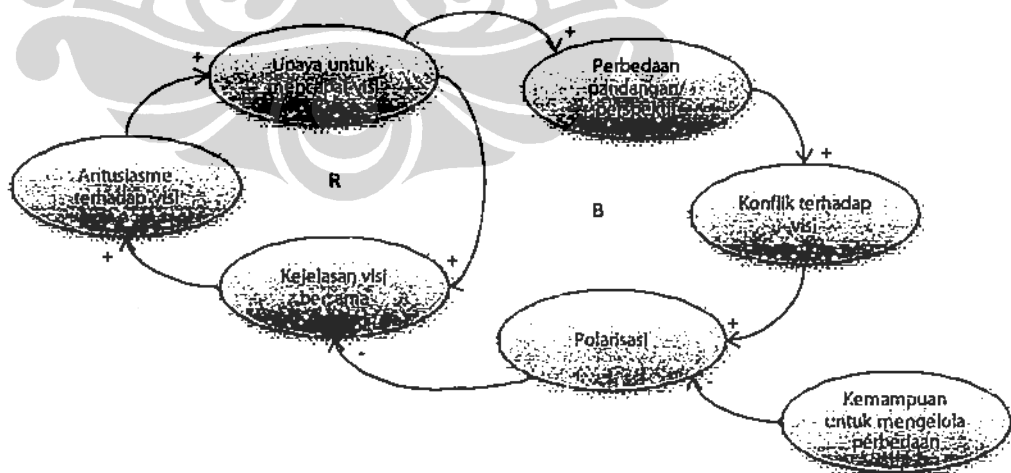 +
Upaya untuk
mencapai visi
+
Perbedaan
pandangan/
perspektif
+
Antusiasme
terhadap visi
R
B
Konflik terhadap
visi
+
Kejelasan visi
bersama
+
+
Polarisasi
-
Kemampuan
untuk mengelola
perbedaan